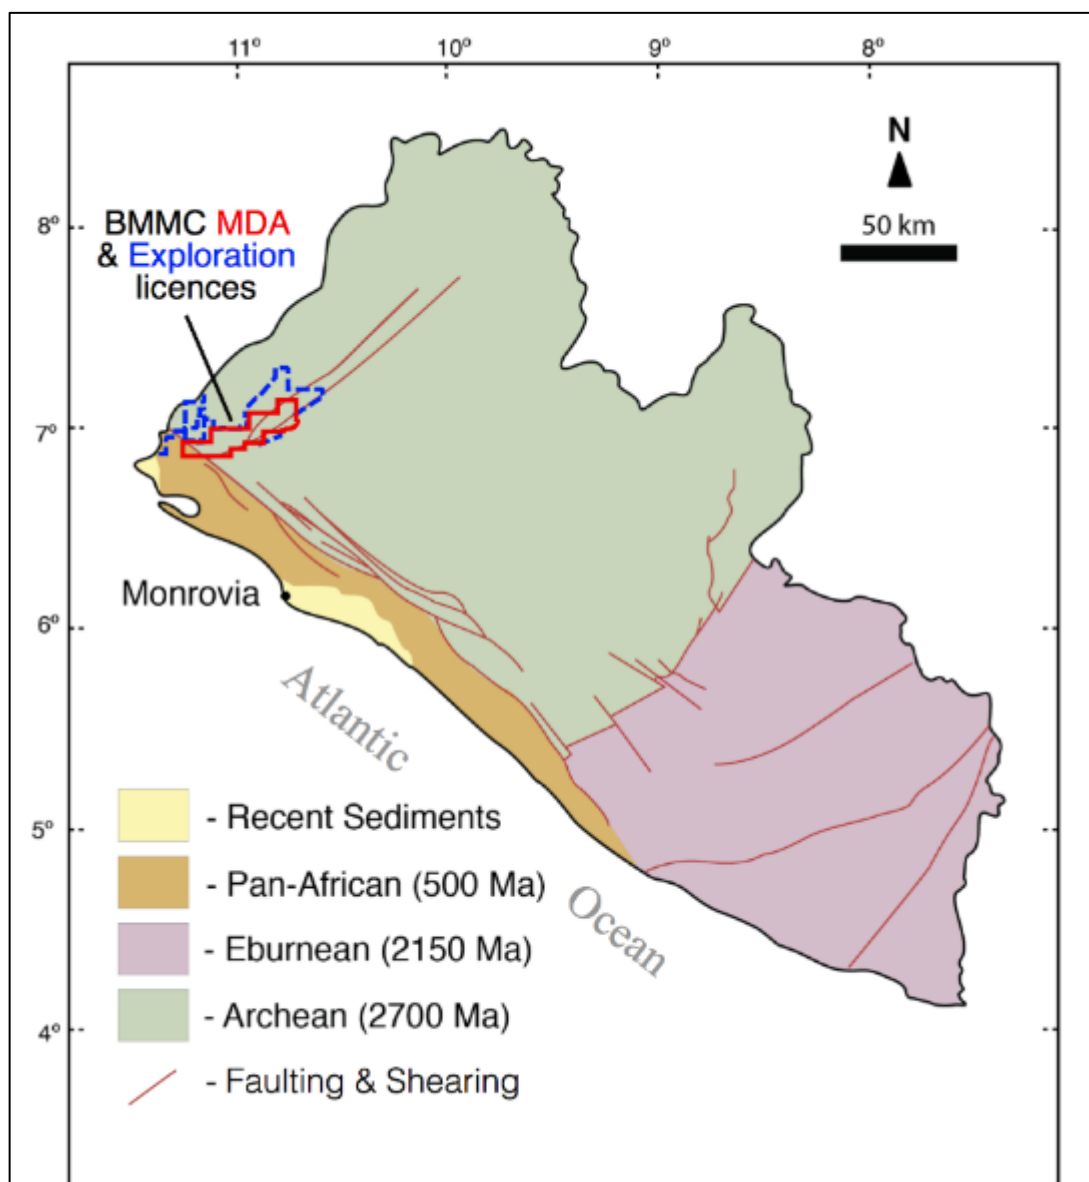 11º 10º 9º 8º
N
50 km
8º
BMMC MDA
& Exploration
licences
7º
Monrovia
6º
Atlantic
Ocean
5º
4º
- Recent Sediments
- Pan-African (500 Ma)
- Eburnean (2150 Ma)
- Archean (2700 Ma)
- Faulting & Shearing